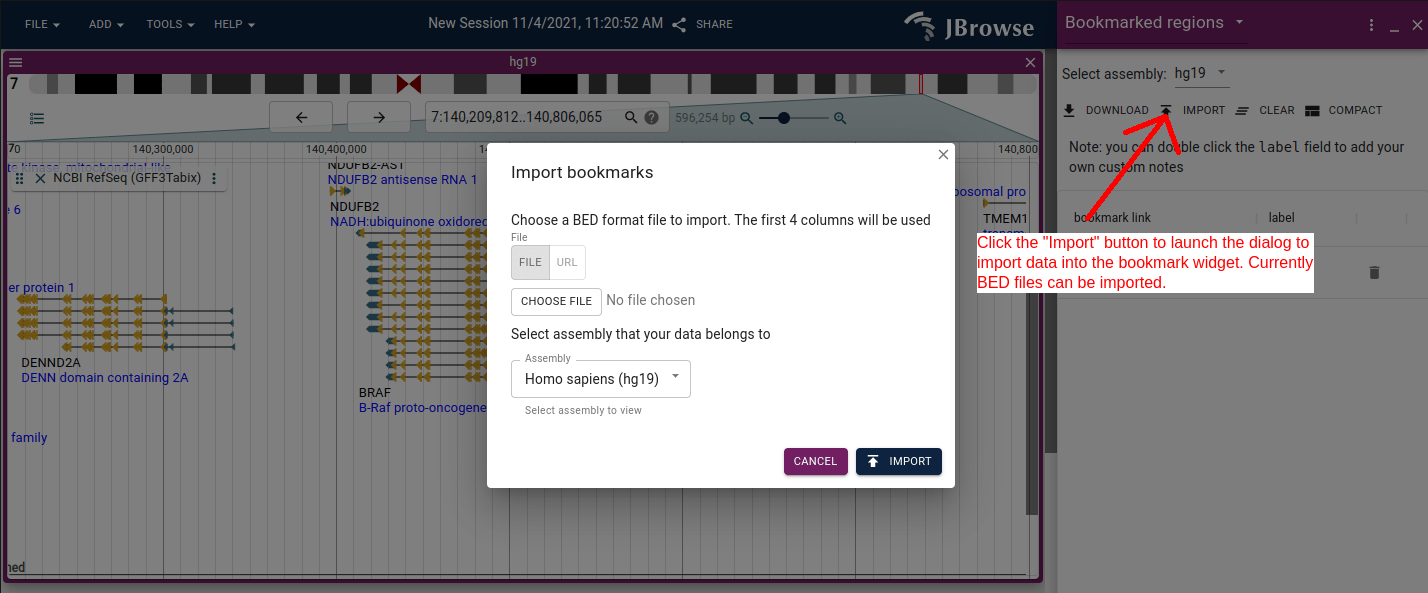 FILE ADD TOOLS HELP
New Session 11/4/2021, 11:20:52 AM SHARE
JBrowse
Bookmarked regions
hg19
7
Select assembly: hg19
DOWNLOAD IMPORT CLEAR COMPACT
Note: you can double click the label field to add your
own custom notes
bookmark link label
Click the "Import" button to launch the dialog to
import data into the bookmark widget. Currently
BED files can be imported.
7:140,209,812..140,806,065
596,254 bp
70 140,300,000 140,400,000 140,800
NCBI RefSeq (GFF3Tabix)
e 6
NDUFB2-AS1
NDUFB2 antisense RNA 1
NDUFB2
NADH:ubiquinone oxidored
posomal pro
TMEM1
er protein 1
DENND2A
DENN domain containing 2A
BRAF
B-Raf proto-oncogene
family
ned
Import bookmarks
Choose a BED format file to import. The first 4 columns will be used
File
FILE URL
CHOOSE FILE No file chosen
Select assembly that your data belongs to
Assembly
Homo sapiens (hg19)
Select assembly to view
CANCEL IMPORT